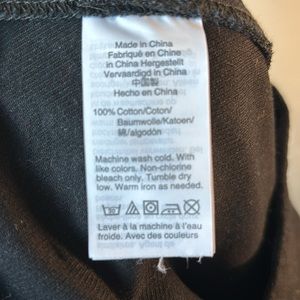 Made in China
Fabriqué en Chine
in China Hergestellt
Vervaardigd in China
中国製
Hecho en China
100% Cotton/Coton/
Baumwolle/Katoen/
綿/algodón
Machine wash cold. With
like colors. Non-chlorine
bleach only. Tumble dry
low. Warm iron as needed.
Laver à la machine à l'eau
froide. Avec des couleurs